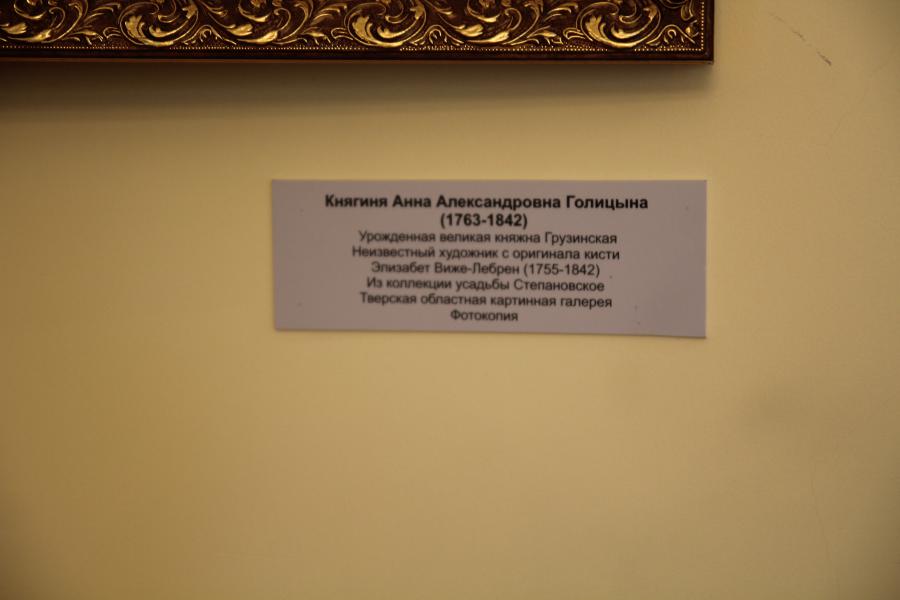 Княгиня Анна Александровна Голицына
(1763-1842)
Урожденная великая княжна Грузинская
Неизвестный художник с оригинала кисти
Элизабет Виже-Лебрен (1755-1842)
Из коллекции усадьбы Степановское
Тверская областная картинная галерея
Фотокопия